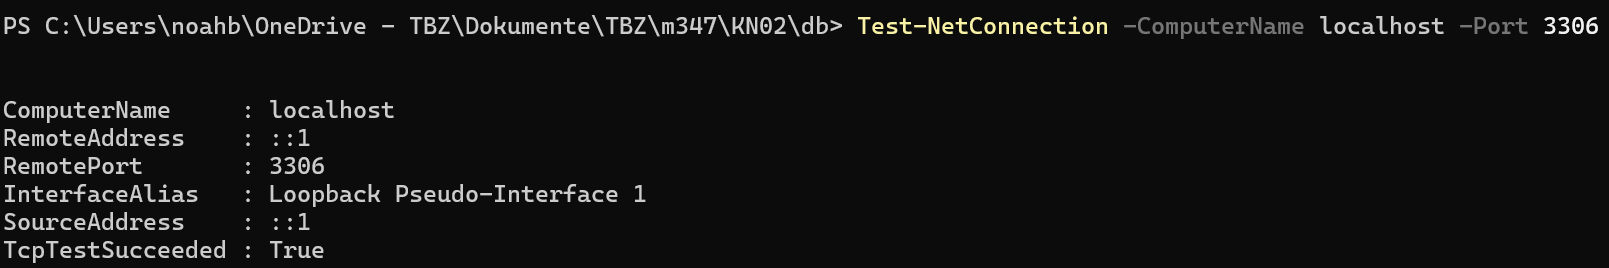 PS C:\Users\noahb\OneDrive - TBZ\Dokumente\TBZ\m347\KN02\db> Test-NetConnection -ComputerName localhost -Port 3306
ComputerName     : localhost
RemoteAddress    : ::1
RemotePort       : 3306
InterfaceAlias   : Loopback Pseudo-Interface 1
SourceAddress    : ::1
TcpTestSucceeded : True